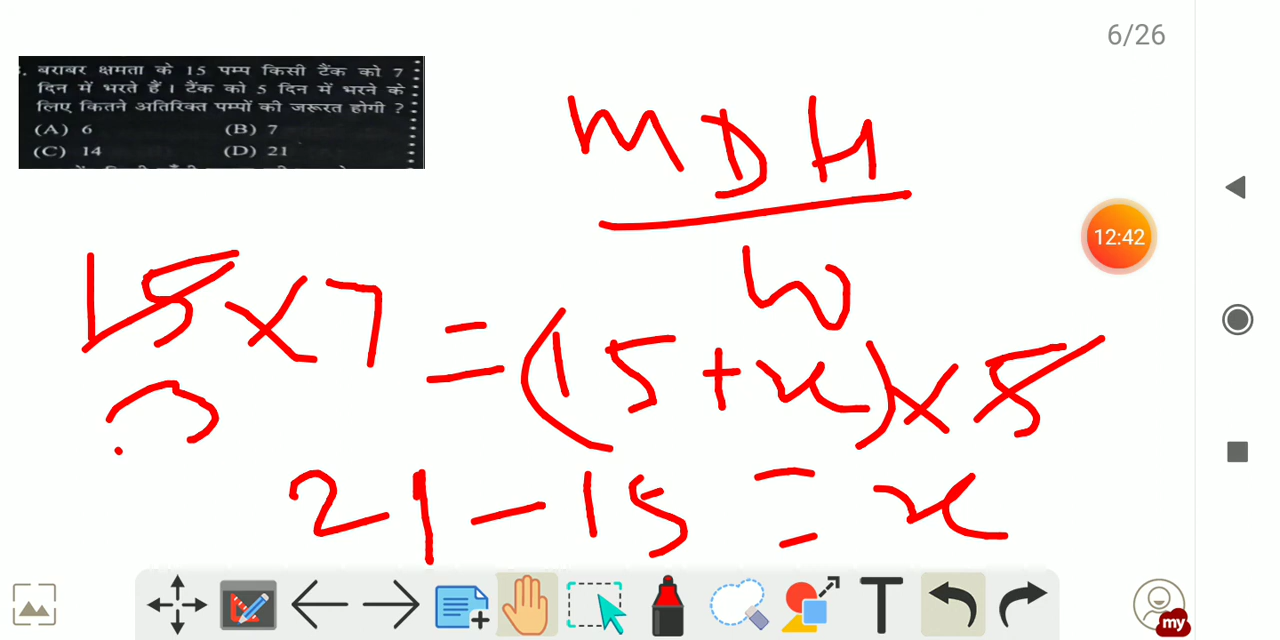 6/26
बराबर क्षमता के 15 पम्प किसी टैंक को 7
दिन में भरते हैं। टैंक को 5 दिन में भरने के
लिए कितने अतिरिक्त पम्पों की जरूरत होगी ?
(A) 6 (B) 7
(C) 14 (D) 21
MDH
W
12:42
15×7 = (15+x)×5
3
21-15 = x
T
my